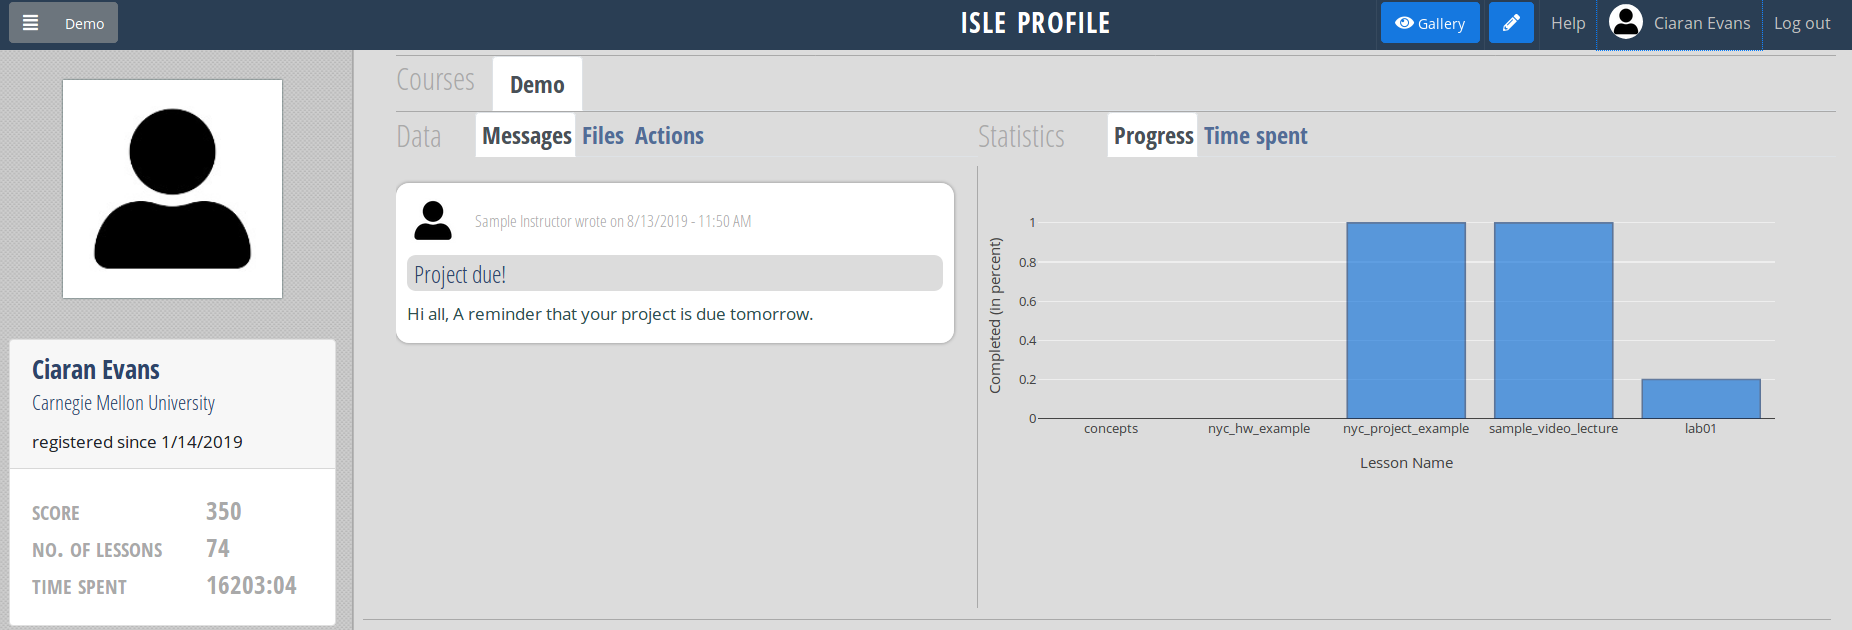 Demo
ISLE PROFILE
Gallery
Help
Ciaran Evans
Log out
Courses
Demo
Data
Messages
Files
Actions
Statistics
Progress
Time spent
Sample Instructor wrote on 8/13/2019 - 11:50 AM
Project due!
Hi all, A reminder that your project is due tomorrow.
Ciaran Evans
Carnegie Mellon University
registered since 1/14/2019
SCORE 350
NO. OF LESSONS 74
TIME SPENT 16203:04
Completed (in percent)
1
0.8
0.6
0.4
0.2
0
concepts
nyc_hw_example
nyc_project_example
sample_video_lecture
lab01
Lesson Name